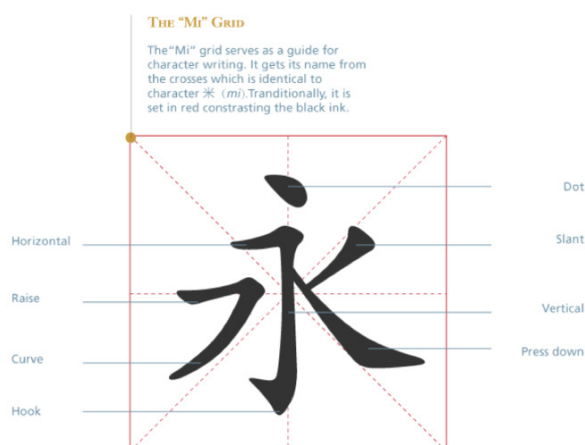 THE "MI" GRID
The"Mi" grid serves as a guide for
character writing. It gets its name from
the crosses which is identical to
character 米 (mi).Tranditionally, it is
set in red constrasting the black ink.
永
Dot
Horizontal
Slant
Raise
Vertical
Press down
Curve
Hook